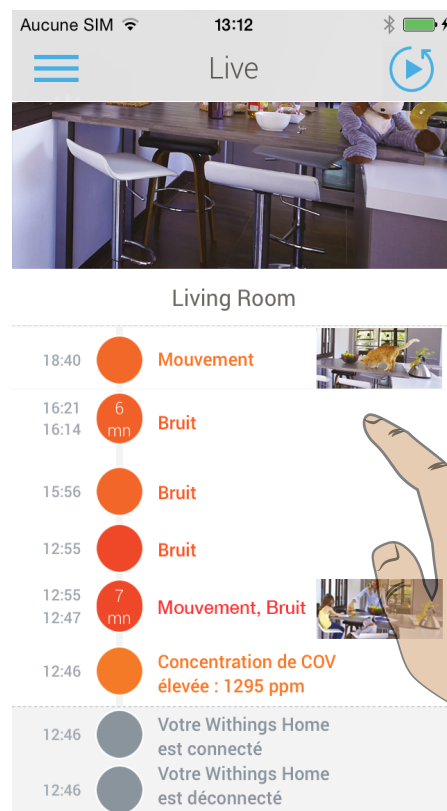 Aucune SIM 13:12
Live
Living Room
18:40 Mouvement
16:21
16:14
6
mn
Bruit
15:56 Bruit
12:55 Bruit
12:55
12:47
7
mn
Mouvement, Bruit
12:46
Concentration de COV
élevée : 1295 ppm
12:46
Votre Withings Home
est connecté
12:46
Votre Withings Home
est déconnecté